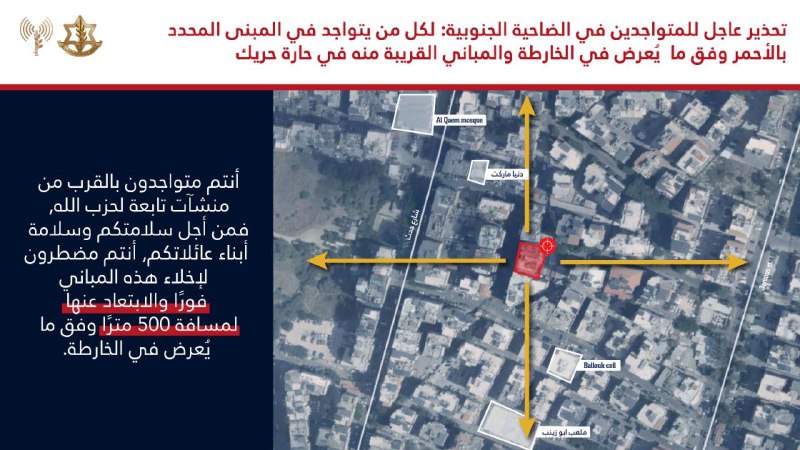 تحذير عاجل للمتواجدين في الضاحية الجنوبية: لكل من يتواجد في المبنى المحدد
بالأحمر وفق ما يُعرض في الخارطة والمباني القريبة منه في حارة حريك
أنتم متواجدون بالقرب من
منشآت تابعة لحزب الله,
فمن أجل سلامتكم وسلامة
أبناء عائلاتكم, أنتم مضطرون
لإخلاء هذه المباني
فورًا والابتعاد عنها
لمسافة 500 مترًا وفق ما
يُعرض في الخارطة.
Al Qaem mosque
دنيا ماركت
Ballouk cell
ملعب ابو زينب